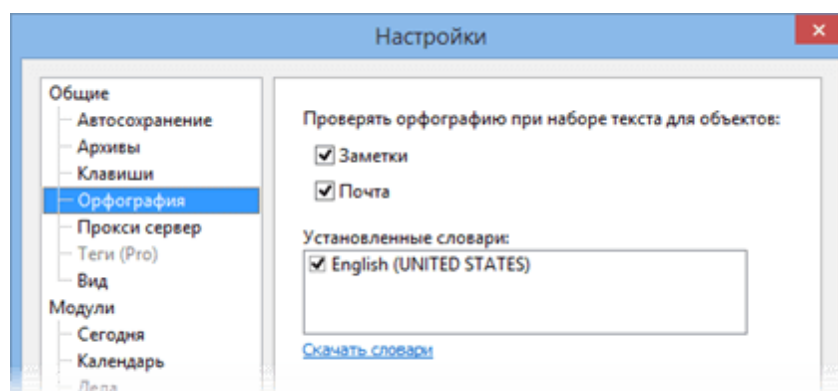 Настройки
Общие
Автосохранение
Архивы
Клавиши
Орфография
Прокси сервер
Теги (Pro)
Вид
Модули
Сегодня
Календарь
Дела
Проверять орфографию при наборе текста для объектов:
Заметки
Почта
Установленные словари:
English (UNITED STATES)
Скачать словари